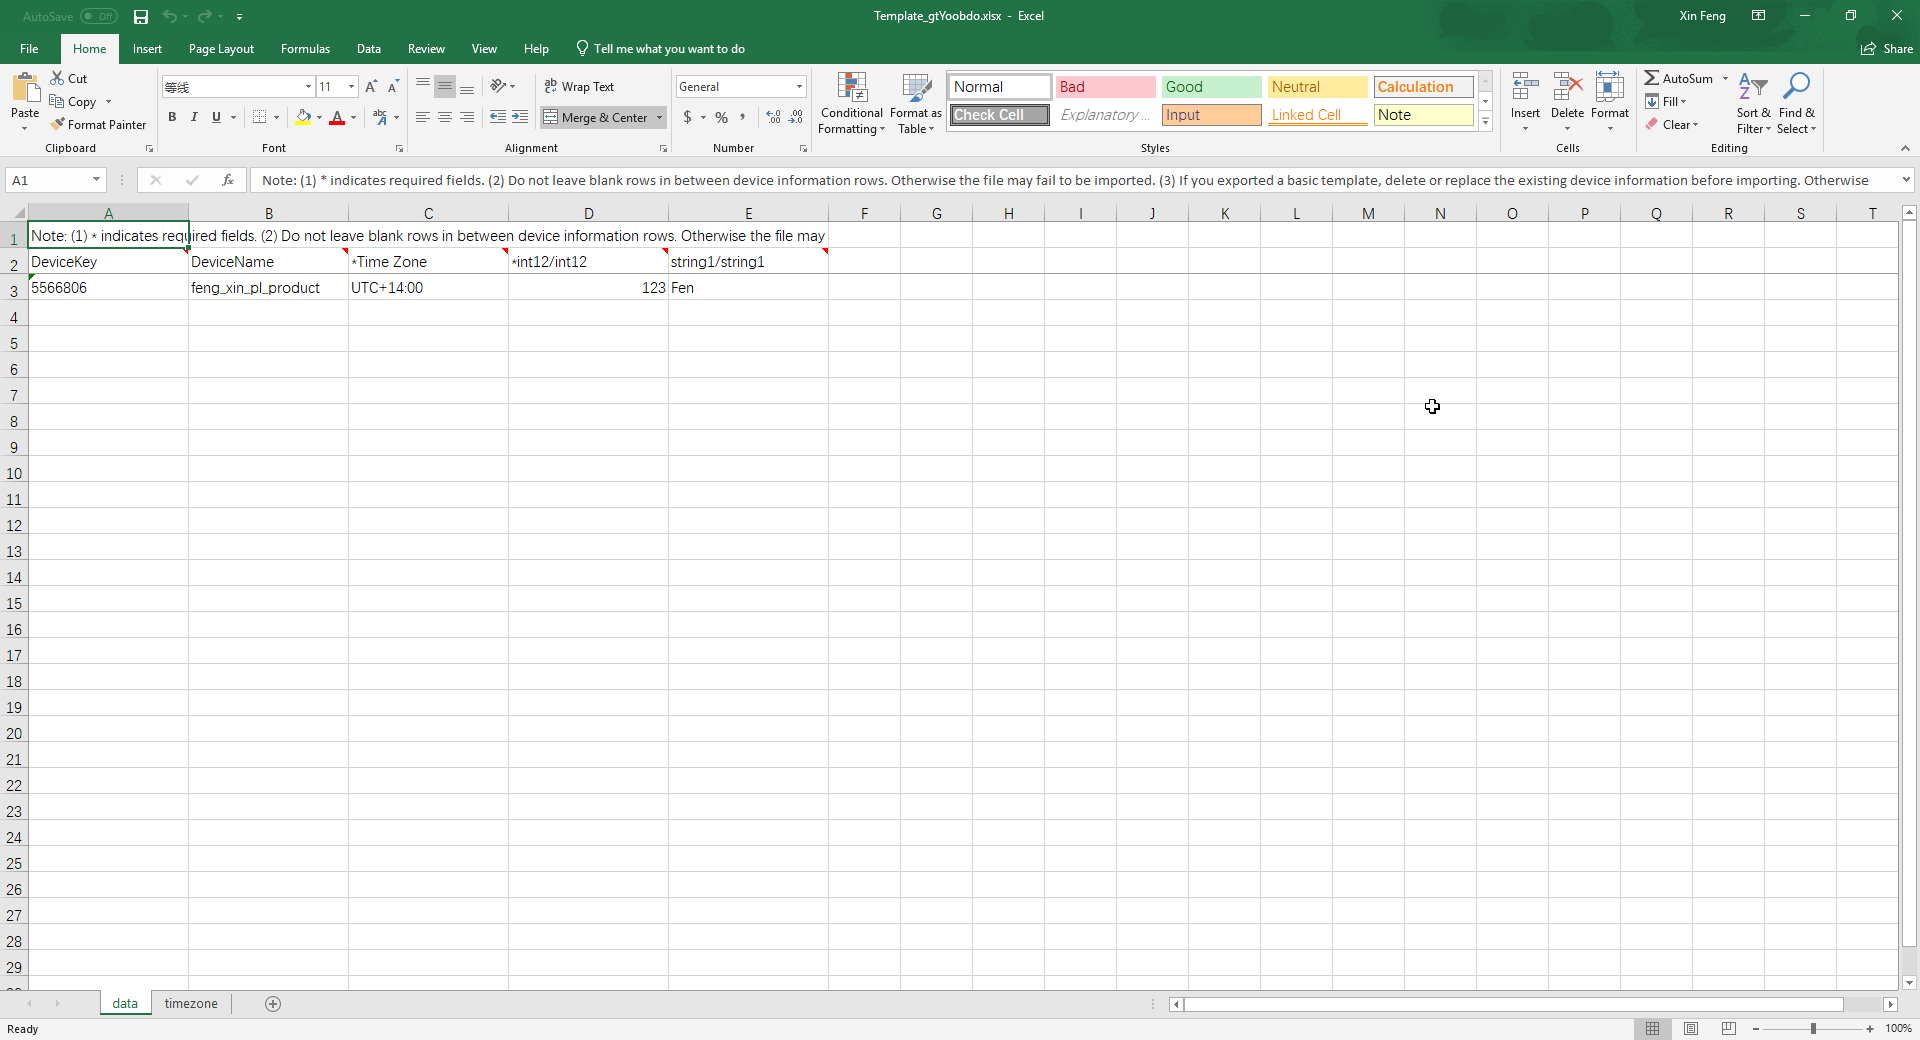 AutoSave Off
Template_gtYoobdo.xlsx - Excel
Xin Feng
File Home Insert Page Layout Formulas Data Review View Help Tell me what you want to do Share
Paste
Cut
Copy
Format Painter
Clipboard
等线 11
B I U
Font
Wrap Text
Merge & Center
Alignment
General
$ % ,
Number
Conditional Formatting
Format as Table
Normal Bad Good Neutral Calculation
Check Cell Explanatory ... Input Linked Cell Note
Styles
Insert Delete Format
Cells
AutoSum
Fill
Clear
Sort & Filter
Find & Select
Editing
A1 fx Note: (1) * indicates required fields. (2) Do not leave blank rows in between device information rows. Otherwise the file may fail to be imported. (3) If you exported a basic template, delete or replace the existing device information before importing. Otherwise
A B C D E F G H I J K L M N O P Q R S T
1 Note: (1) * indicates required fields. (2) Do not leave blank rows in between device information rows. Otherwise the file may
2 DeviceKey DeviceName *Time Zone *int12/int12 string1/string1
3 5566806 feng_xin_pl_product UTC+14:00 123 Fen
4
5
6
7
8
9
10
11
12
13
14
15
16
17
18
19
20
21
22
23
24
25
26
27
28
29
data timezone
Ready
100%